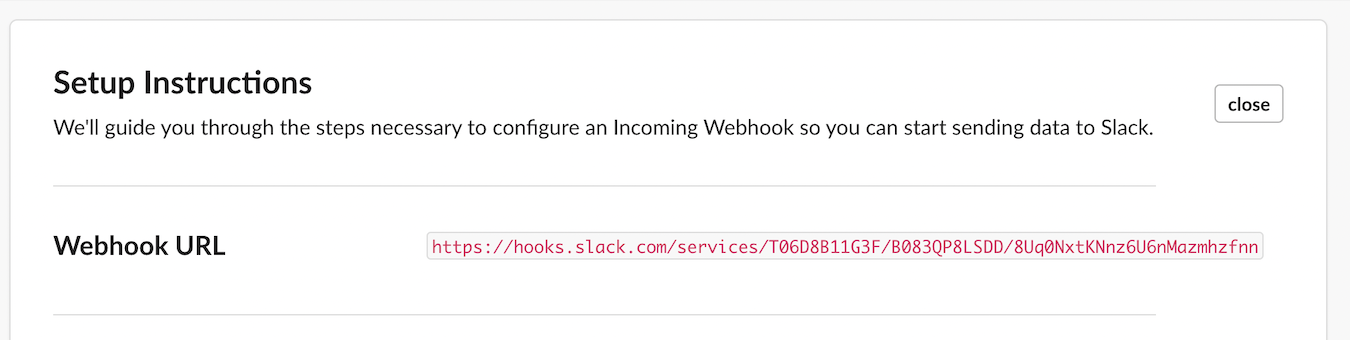 Setup Instructions
close
We'll guide you through the steps necessary to configure an Incoming Webhook so you can start sending data to Slack.
Webhook URL
https://hooks.slack.com/services/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